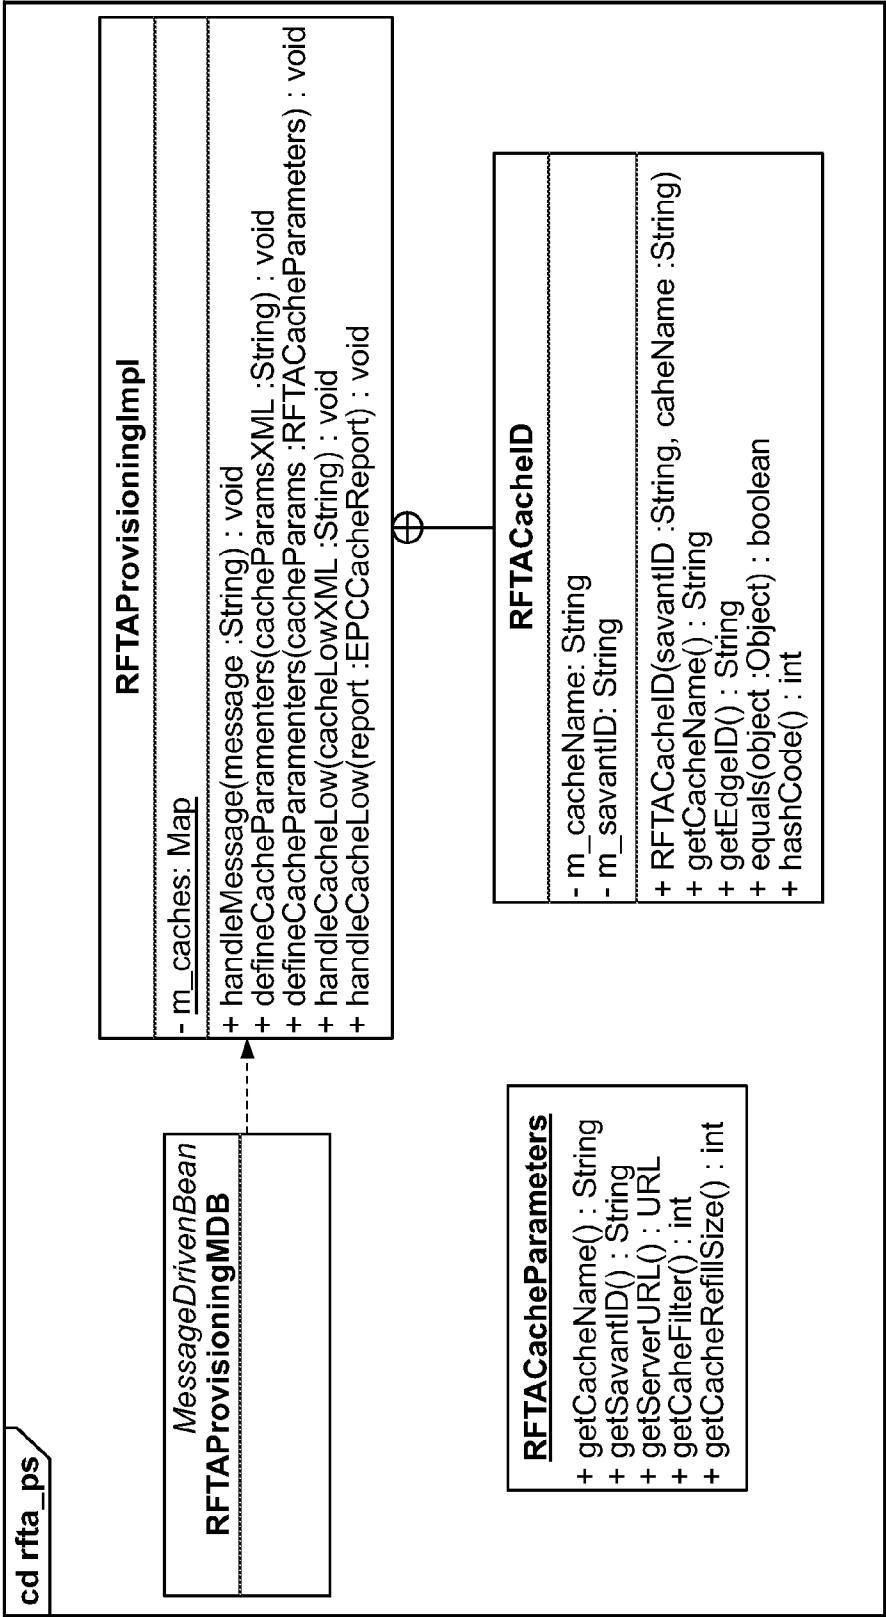 cd rfta_ps
MessageDrivenBean
RFTAProvisioningMDB
RFTAProvisioningImpl
- m_caches: Map
+ handleMessage(message :String) : void
+ defineCacheParamenters(cacheParamsXML :String) : void
+ defineCacheParamenters(cacheParams :RFTACacheParameters) : void
+ handleCacheLow(cacheLowXML :String) : void
+ handleCacheLow(report :EPCCacheReport) : void
RFTACacheParameters
+ getCacheName() : String
+ getSavantID() : String
+ getServerURL() : URL
+ getCaheFilter() : int
+ getCacheRefillSize() : int
RFTACacheID
- m_cacheName: String
- m_savantID: String
+ RFTACacheID(savantID :String, caheName :String)
+ getCacheName() : String
+ getEdgeID() : String
+ equals(object :Object) : boolean
+ hashCode() : int